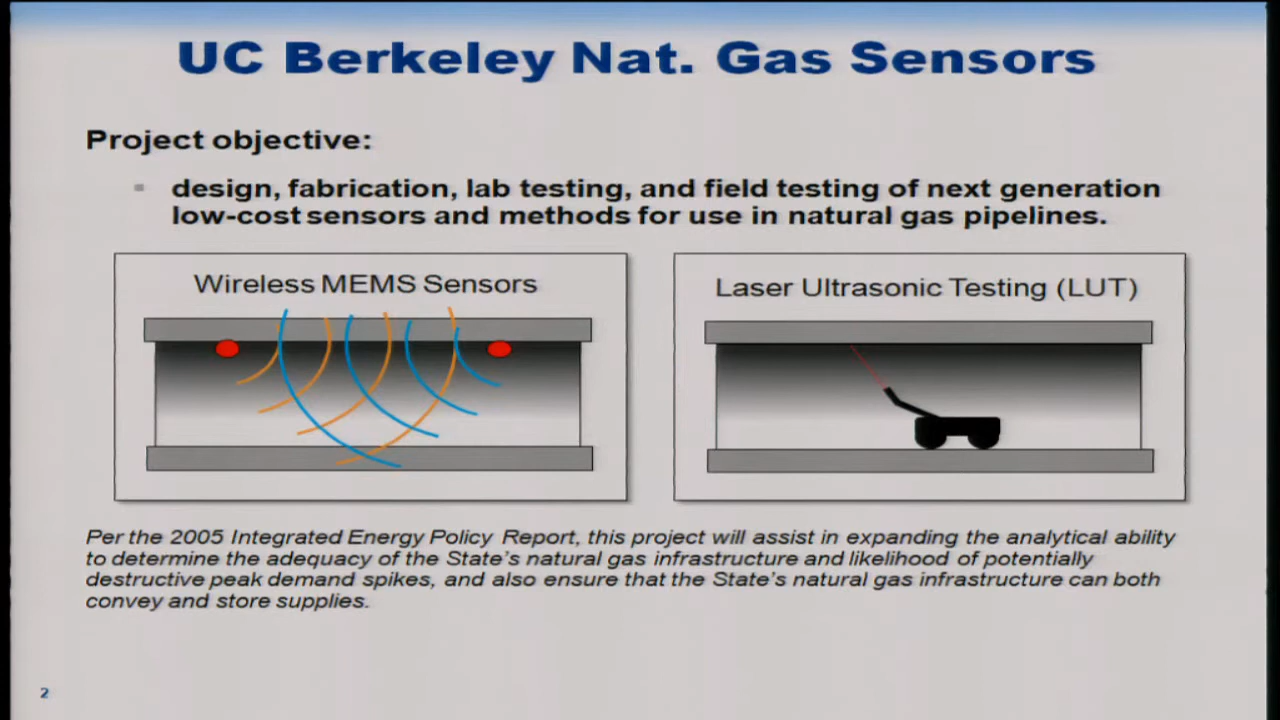 UC Berkeley Nat. Gas Sensors
Project objective:
design, fabrication, lab testing, and field testing of next generation
low-cost sensors and methods for use in natural gas pipelines.
Wireless MEMS Sensors
Laser Ultrasonic Testing (LUT)
Per the 2005 Integrated Energy Policy Report, this project will assist in expanding the analytical ability
to determine the adequacy of the State's natural gas infrastructure and likelihood of potentially
destructive peak demand spikes, and also ensure that the State's natural gas infrastructure can both
convey and store supplies.
2